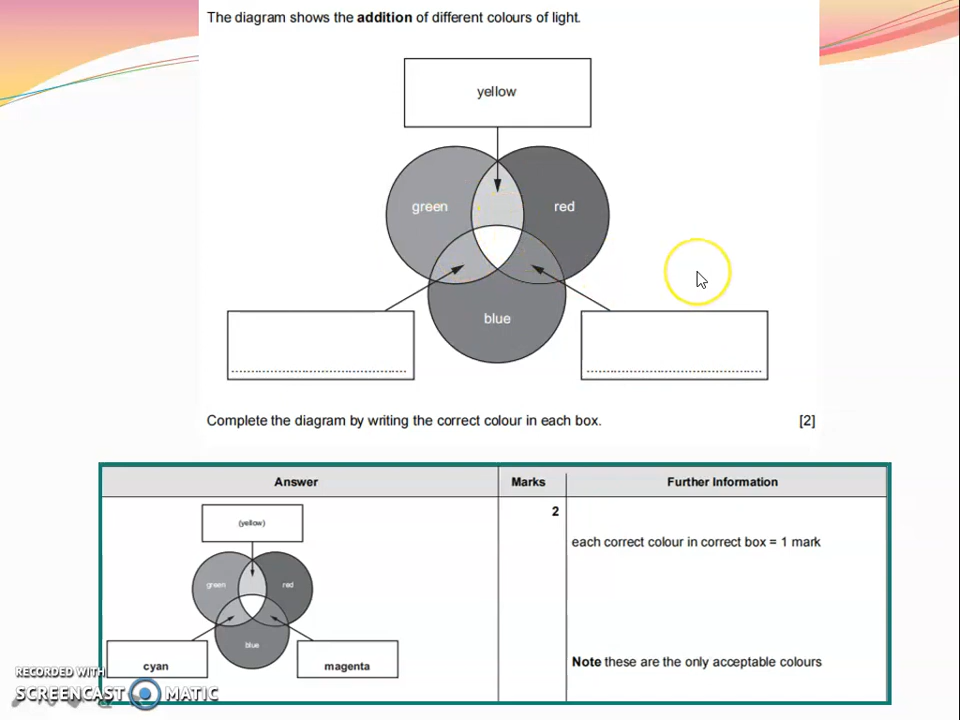 The diagram shows the addition of different colours of light.
yellow
green
red
blue
................................................
................................................
Complete the diagram by writing the correct colour in each box.
[2]
Answer
Marks
Further Information
(yellow)
2
each correct colour in correct box = 1 mark
green
red
blue
cyan
magenta
Note these are the only acceptable colours
RECORDED WITH
SCREENCAST MATIC